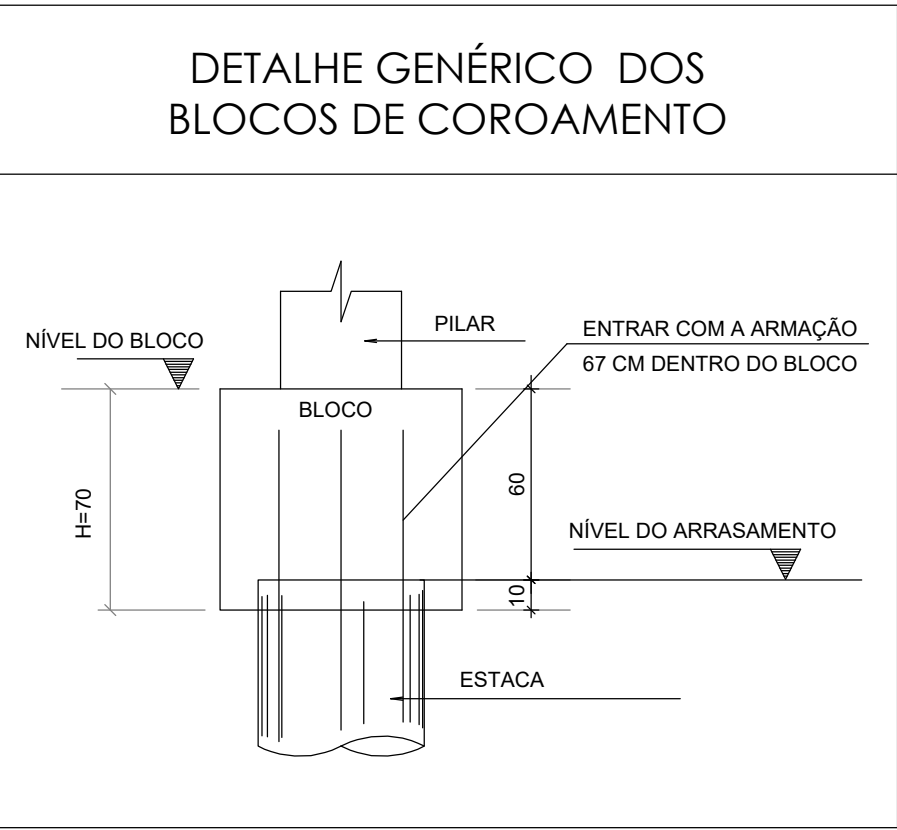 DETALHE GENÉRICO DOS
BLOCOS DE COROAMENTO
NÍVEL DO BLOCO
PILAR
ENTRAR COM A ARMAÇÃO
67 CM DENTRO DO BLOCO
BLOCO
H=70
60
NÍVEL DO ARRASAMENTO
10
ESTACA